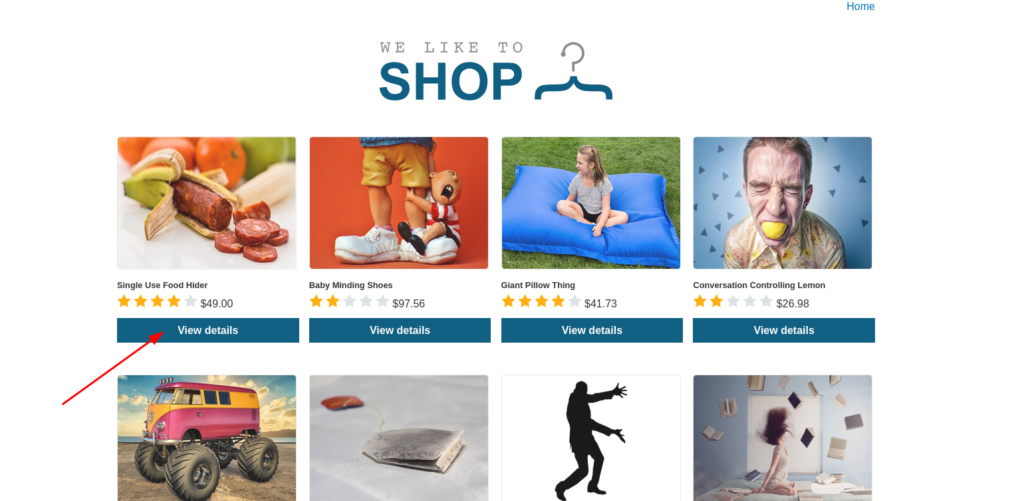 Home
WE LIKE TO
SHOP
Single Use Food Hider
$49.00
View details
Baby Minding Shoes
$97.56
View details
Giant Pillow Thing
$41.73
View details
Conversation Controlling Lemon
$26.98
View details